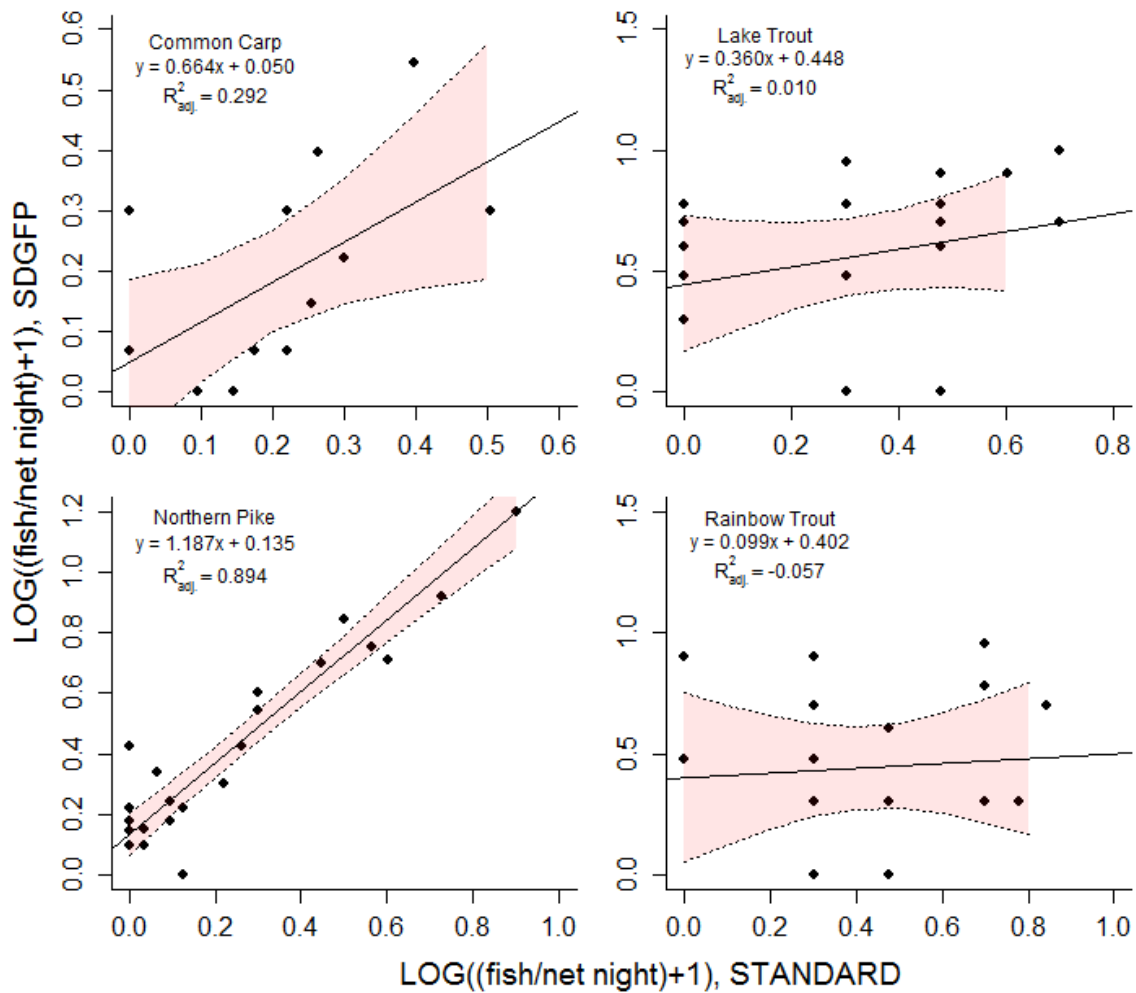 LOG((fish/net night)+1), SDGFP
Common Carp
y = 0.664x + 0.050
R²adj. = 0.292
0.0 0.1 0.2 0.3 0.4 0.5 0.6
0.0 0.1 0.2 0.3 0.4 0.5 0.6
Lake Trout
y = 0.360x + 0.448
R²adj. = 0.010
0.0 0.5 1.0 1.5
0.0 0.2 0.4 0.6 0.8
Northern Pike
y = 1.187x + 0.135
R²adj. = 0.894
0.0 0.2 0.4 0.6 0.8 1.0 1.2
0.0 0.2 0.4 0.6 0.8 1.0
Rainbow Trout
y = 0.099x + 0.402
R²adj. = -0.057
0.0 0.5 1.0 1.5
0.0 0.2 0.4 0.6 0.8 1.0
LOG((fish/net night)+1), STANDARD